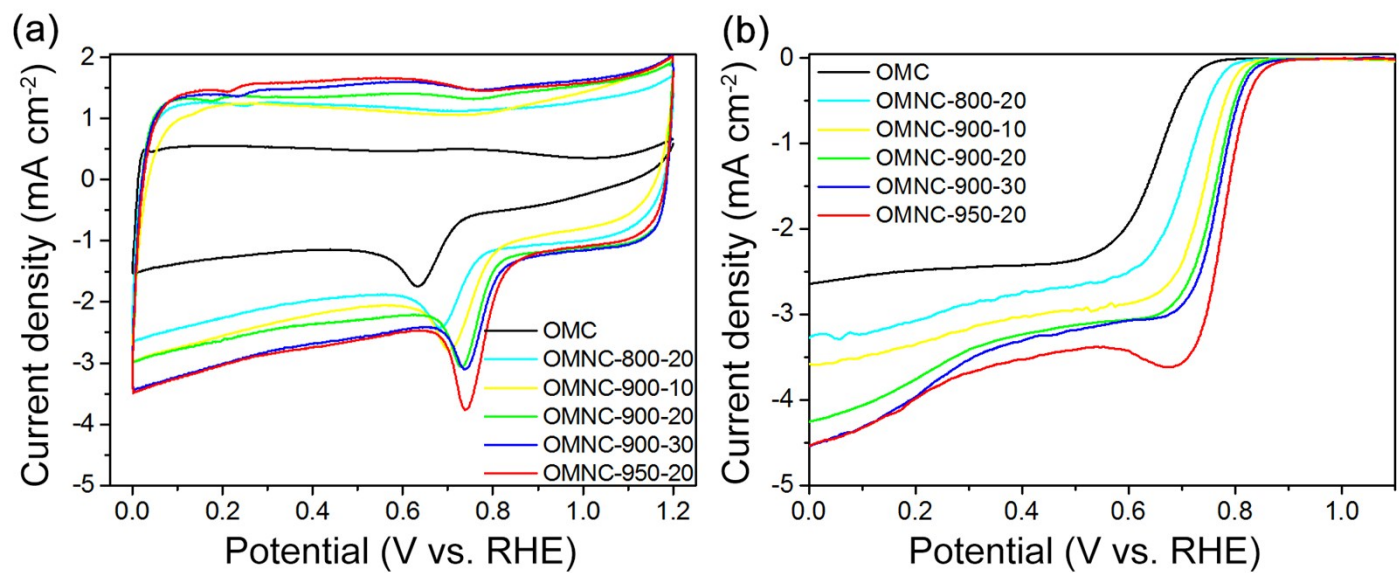 (a)
Current density (mA cm⁻²)
2
1
0
-1
-2
-3
-4
-5
OMC
OMNC-800-20
OMNC-900-10
OMNC-900-20
OMNC-900-30
OMNC-950-20
0.0 0.2 0.4 0.6 0.8 1.0 1.2
Potential (V vs. RHE)
(b)
Current density (mA cm⁻²)
0
-1
-2
-3
-4
-5
OMC
OMNC-800-20
OMNC-900-10
OMNC-900-20
OMNC-900-30
OMNC-950-20
0.0 0.2 0.4 0.6 0.8 1.0
Potential (V vs. RHE)